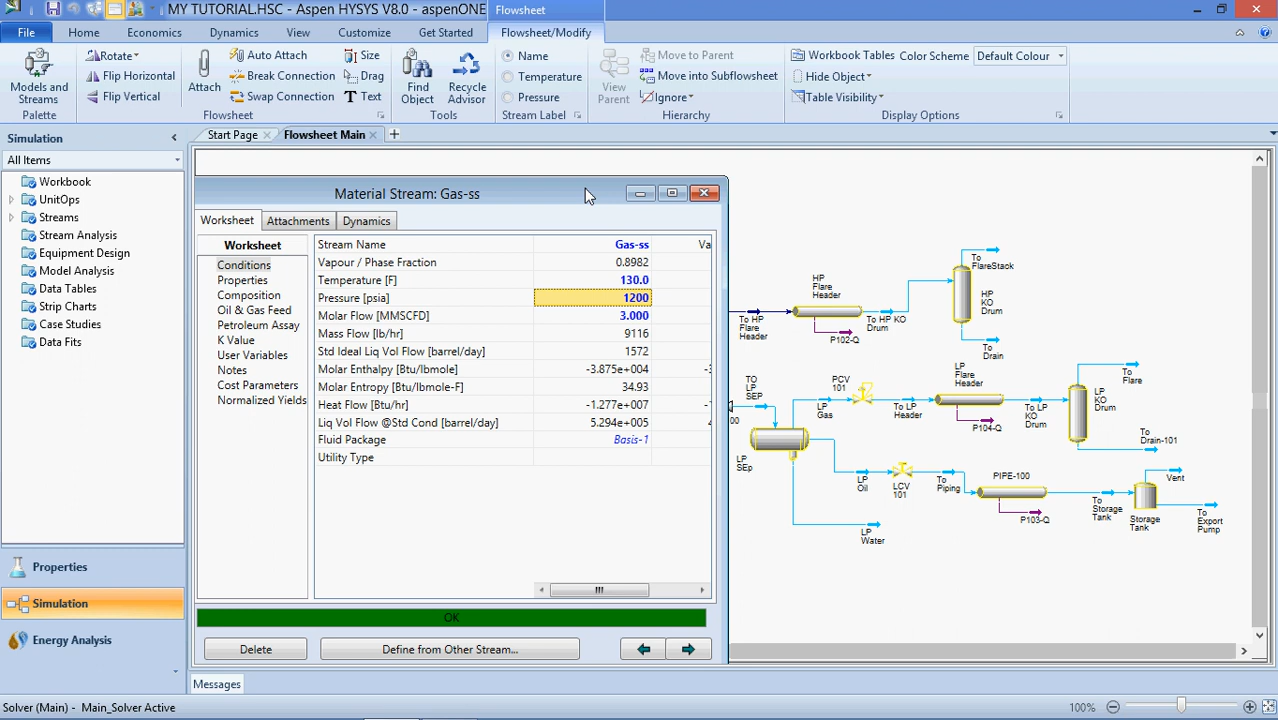 MY TUTORIAL.HSC - Aspen HYSYS V8.0 - aspenONE
Flowsheet
File
Home
Economics
Dynamics
View
Customize
Get Started
Flowsheet/Modify
Models and
Streams
Palette
Rotate
Flip Horizontal
Flip Vertical
Attach
Auto Attach
Break Connection
Swap Connection
Size
Drag
Text
Flowsheet
Find
Object
Recycle
Advisor
Tools
Name
Temperature
Pressure
Stream Label
View
Parent
Move to Parent
Move into Subflowsheet
Ignore
Hierarchy
Workbook Tables
Color Scheme
Default Colour
Hide Object
Table Visibility
Display Options
Simulation
All Items
Workbook
UnitOps
Streams
Stream Analysis
Equipment Design
Model Analysis
Data Tables
Strip Charts
Case Studies
Data Fits
Properties
Simulation
Energy Analysis
Start Page
Flowsheet Main
Material Stream: Gas-ss
Worksheet
Attachments
Dynamics
Worksheet
Conditions
Properties
Composition
Oil & Gas Feed
Petroleum Assay
K Value
User Variables
Notes
Cost Parameters
Normalized Yields
Stream Name Gas-ss Va
Vapour / Phase Fraction 0.8982
Temperature [F] 130.0
Pressure [psia] 1200
Molar Flow [MMSCFD] 3.000
Mass Flow [lb/hr] 9116
Std Ideal Liq Vol Flow [barrel/day] 1572
Molar Enthalpy [Btu/lbmole] -3.875e+004
Molar Entropy [Btu/lbmole-F] 34.93
Heat Flow [Btu/hr] -1.277e+007
Liq Vol Flow @Std Cond [barrel/day] 5.294e+005
Fluid Package Basis-1
Utility Type
OK
Delete
Define from Other Stream...
To HP
Flare
Header
HP
Flare
Header
P102-Q
To HP KO
Drum
To
FlareStack
HP
KO
Drum
To
Drain
TO
LP
SEP
00
LP
SEp
LP
Gas
PCV
101
To LP
Header
LP
Flare
Header
P104-Q
To LP
KO
Drum
To
Flare
LP
KO
Drum
To
Drain-101
LP
Oil
LCV
101
To
Piping
PIPE-100
P103-Q
To
Storage
Tank
Vent
Storage
Tank
To
Export
Pump
LP
Water
Messages
Solver (Main) - Main_Solver Active
100%